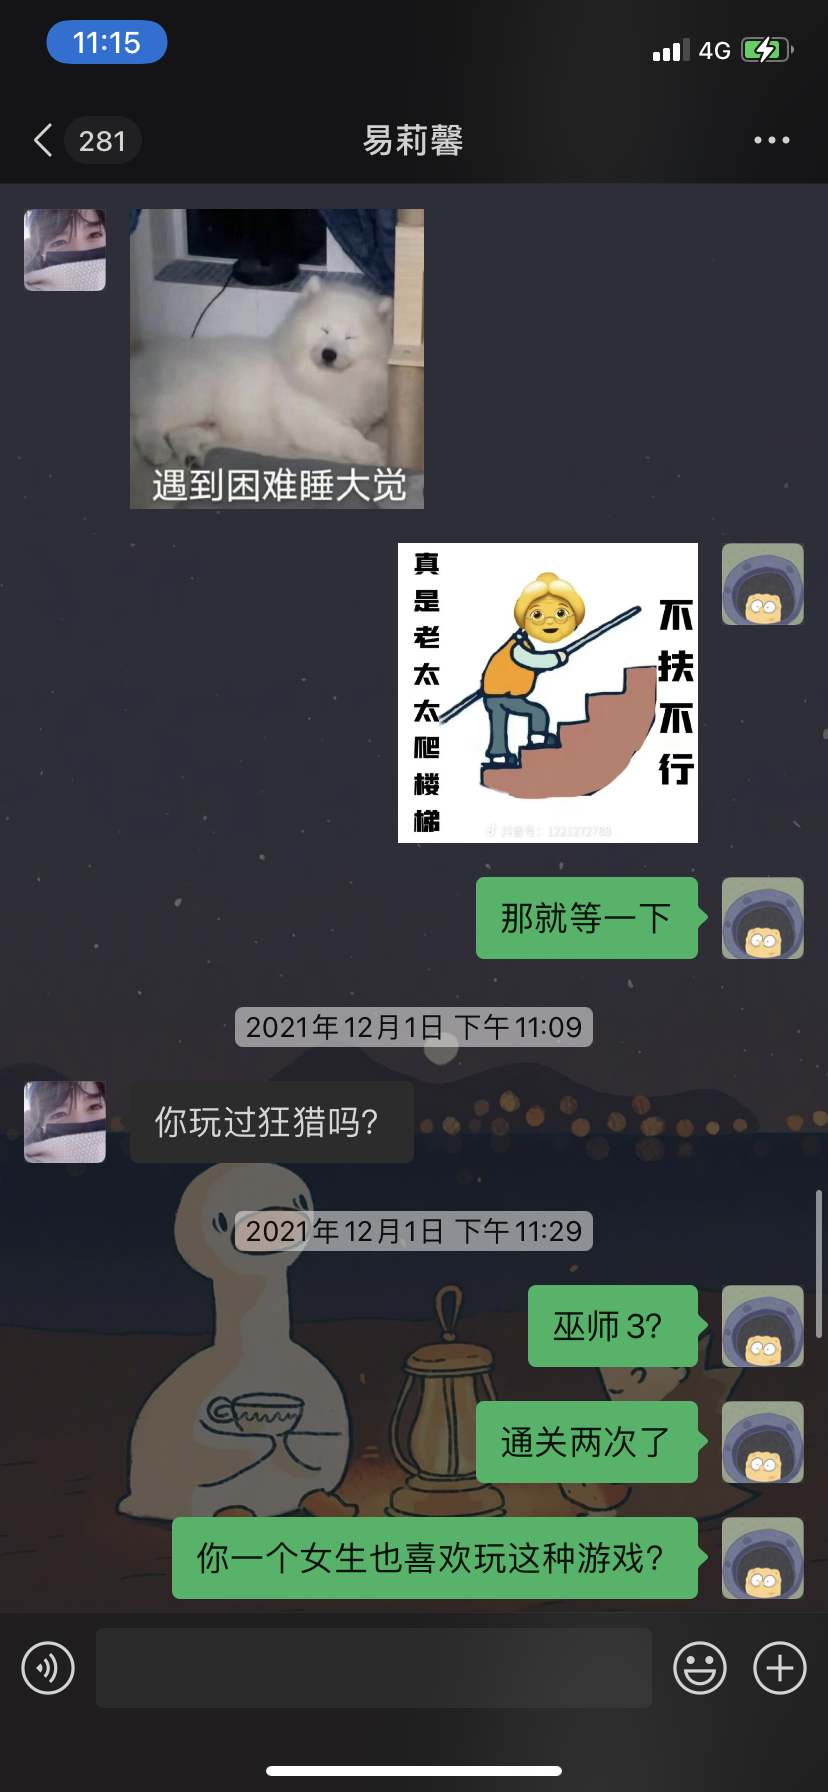 11:15
4G
281
易莉馨
遇到困难睡大觉
真是老太太爬楼梯
不扶不行
抖音号：1221272788
那就等一下
2021年12月1日 下午11:09
你玩过狂猎吗?
2021年12月1日 下午11:29
巫师3?
通关两次了
你一个女生也喜欢玩这种游戏?